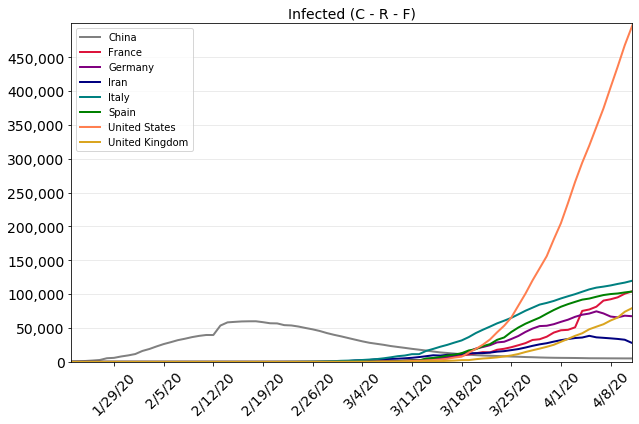 Infected (C - R - F)
China
France
Germany
Iran
Italy
Spain
United States
United Kingdom
450,000
400,000
350,000
300,000
250,000
200,000
150,000
100,000
50,000
0
1/29/20 2/5/20 2/12/20 2/19/20 2/26/20 3/4/20 3/11/20 3/18/20 3/25/20 4/1/20 4/8/20